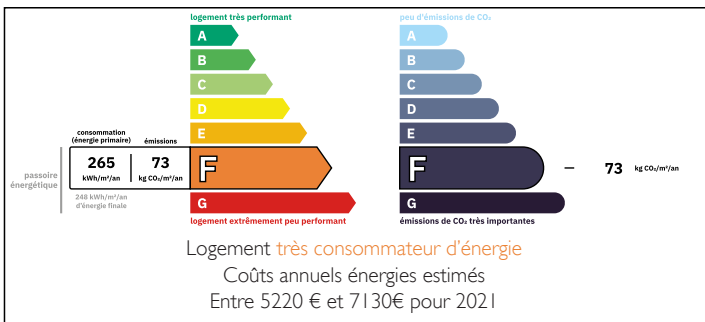 logement très performant
A
B
C
D
E
consommation
(énergie primaire)
émissions
passoire
énergétique
265
kWh/m²/an
73
kg CO₂/m²/an
F
248 kWh/m²/an
d'énergie finale
G
logement extrêmement peu performant
peu d'émissions de CO₂
A
B
C
D
E
F
73 kg CO₂/m²/an
G
émissions de CO₂ très importantes
Logement très consommateur d'énergie
Coûts annuels énergies estimés
Entre 5220 € et 7130€ pour 2021